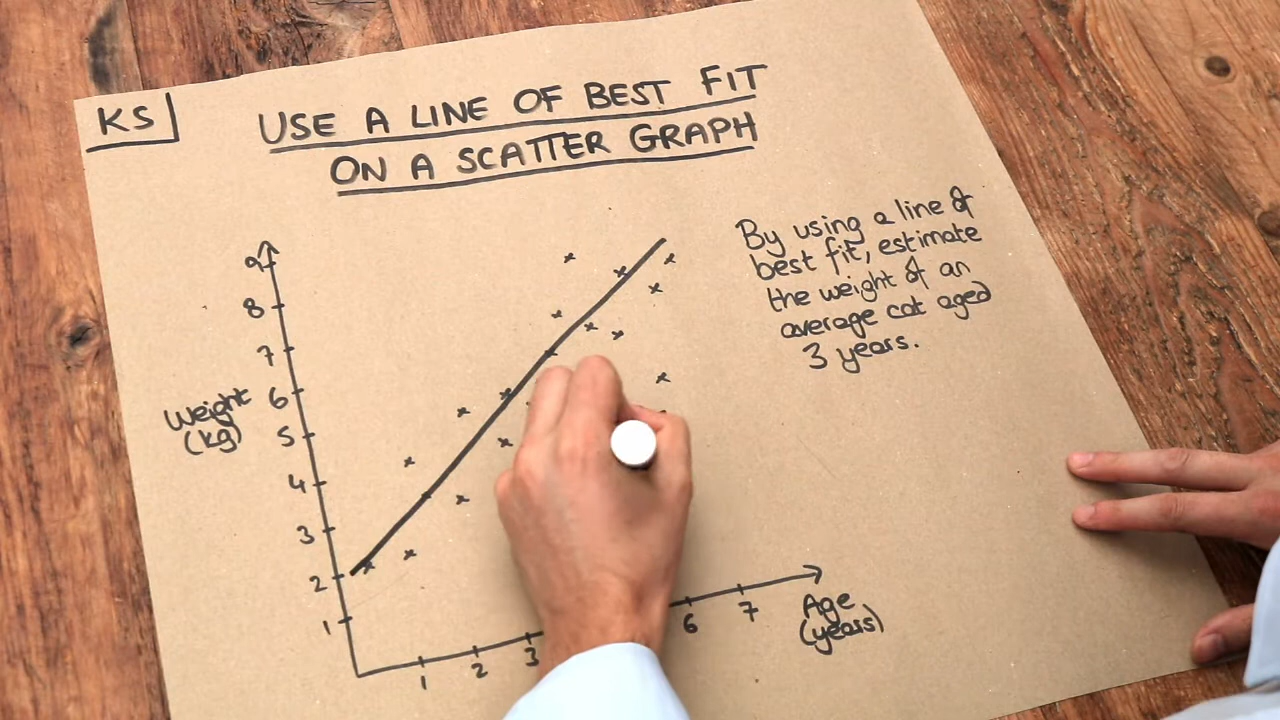 KS
USE A LINE OF BEST FIT
ON A SCATTER GRAPH
By using a line of
best fit, estimate
the weight of an
average cat aged
3 years.
9
8
7
6
5
4
3
2
1
Weight
(kg)
1 2 3 6 7
Age
(years)